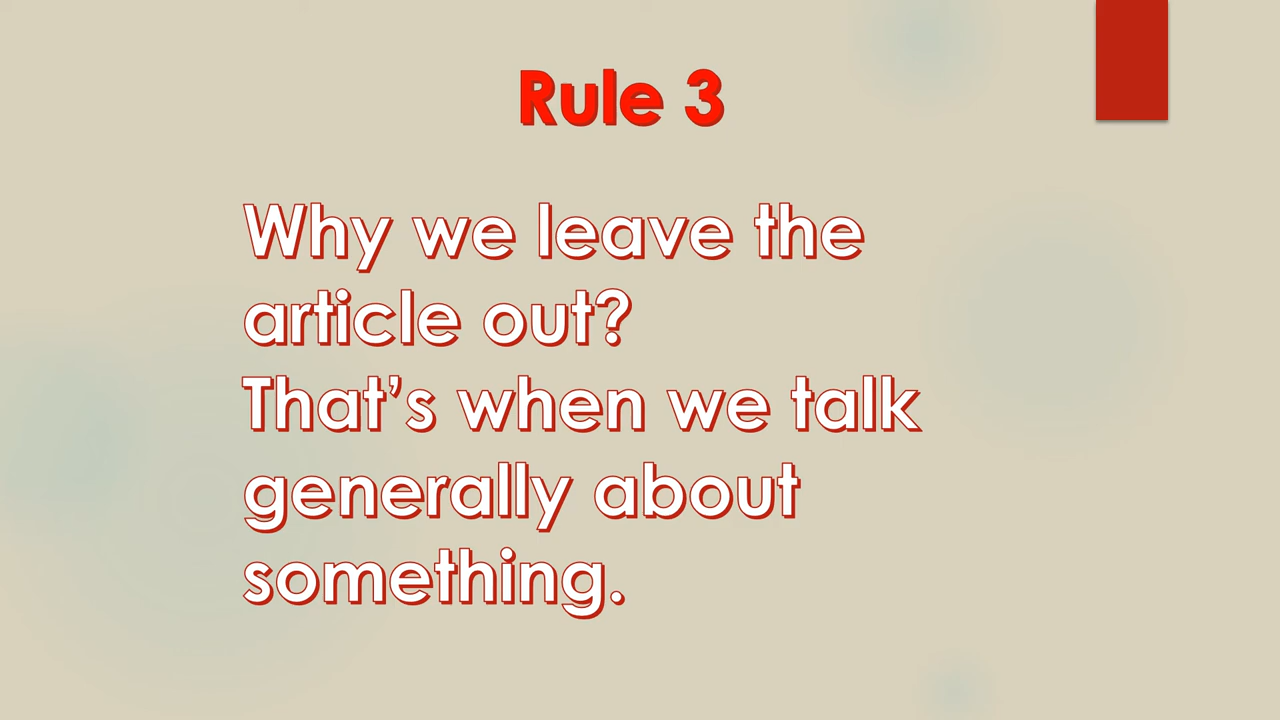 Rule 3
Why we leave the
article out?
That’s when we talk
generally about
something.